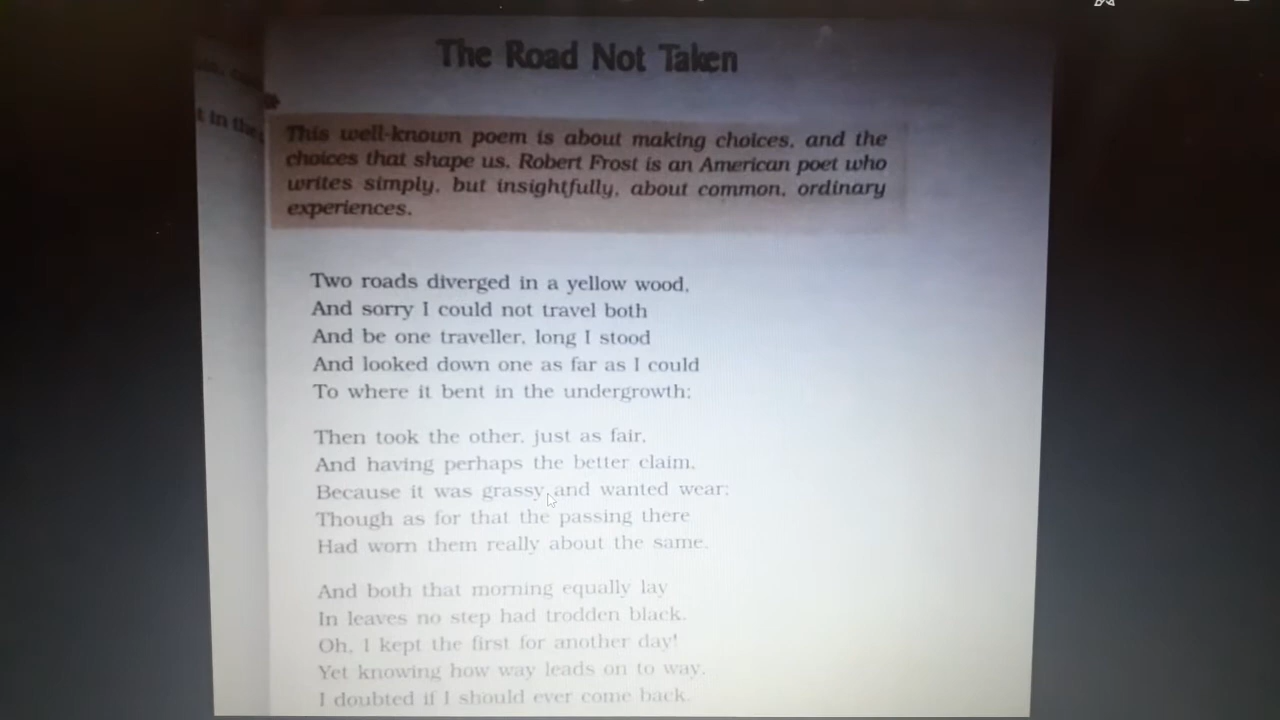 The Road Not Taken
t in the
This well-known poem is about making choices, and the
choices that shape us. Robert Frost is an American poet who
writes simply, but insightfully, about common, ordinary
experiences.
Two roads diverged in a yellow wood,
And sorry I could not travel both
And be one traveller, long I stood
And looked down one as far as I could
To where it bent in the undergrowth;
Then took the other, just as fair,
And having perhaps the better claim,
Because it was grassy and wanted wear;
Though as for that the passing there
Had worn them really about the same,
And both that morning equally lay
In leaves no step had trodden black.
Oh, I kept the first for another day!
Yet knowing how way leads on to way,
I doubted if I should ever come back.